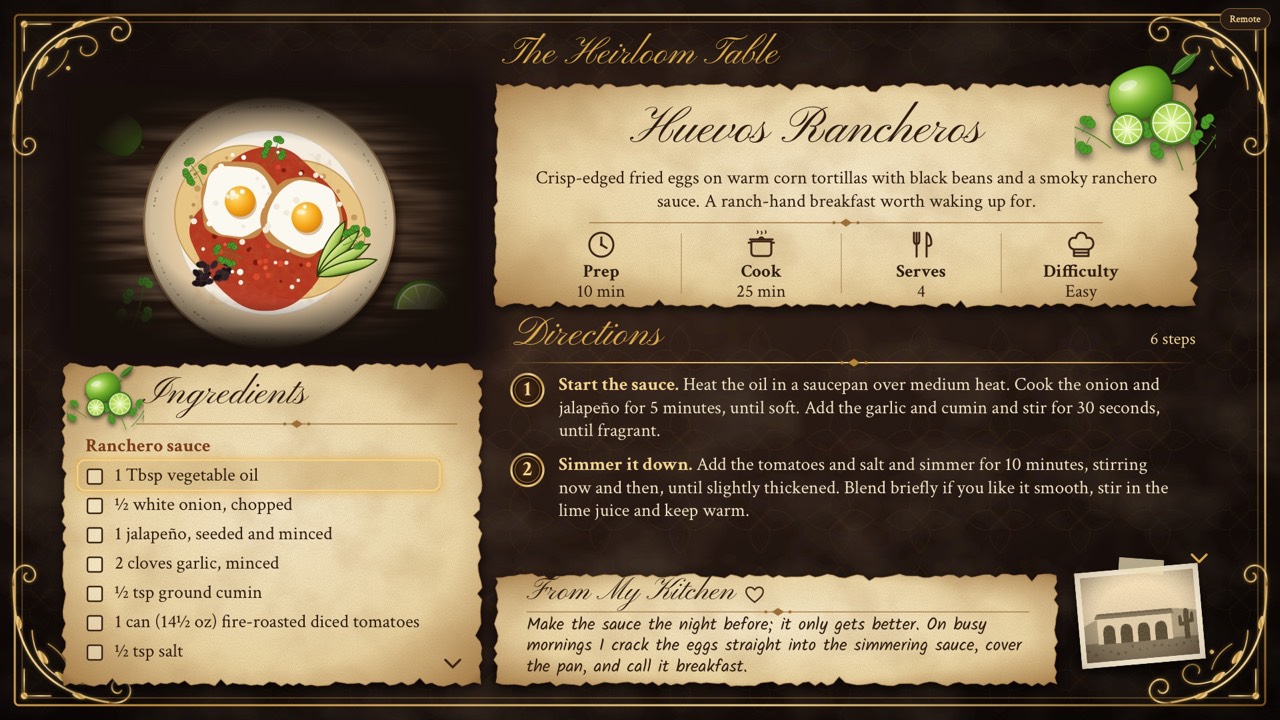 Remote
The Heirloom Table
Huevos Rancheros
Crisp-edged fried eggs on warm corn tortillas with black beans and a smoky ranchero
sauce. A ranch-hand breakfast worth waking up for.
Prep
10 min
Cook
25 min
Serves
4
Difficulty
Easy
Ingredients
Ranchero sauce
1 Tbsp vegetable oil
½ white onion, chopped
1 jalapeño, seeded and minced
2 cloves garlic, minced
½ tsp ground cumin
1 can (14½ oz) fire-roasted diced tomatoes
½ tsp salt
Directions
6 steps
1
Start the sauce. Heat the oil in a saucepan over medium heat. Cook the onion and
jalapeño for 5 minutes, until soft. Add the garlic and cumin and stir for 30 seconds,
until fragrant.
2
Simmer it down. Add the tomatoes and salt and simmer for 10 minutes, stirring
now and then, until slightly thickened. Blend briefly if you like it smooth, stir in the
lime juice and keep warm.
From My Kitchen
Make the sauce the night before; it only gets better. On busy
mornings I crack the eggs straight into the simmering sauce, cover
the pan, and call it breakfast.